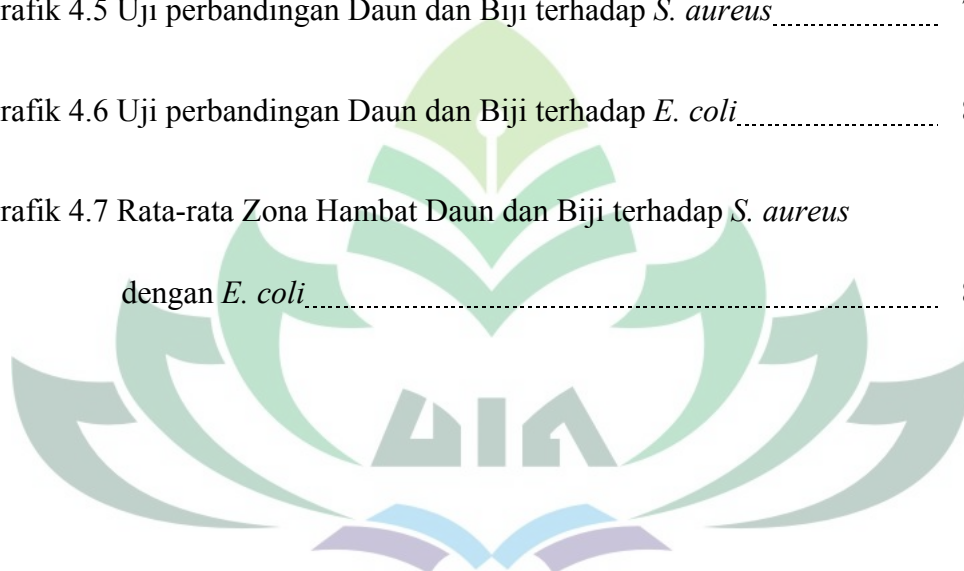 rafik 4.5 Uji perbandingan Daun dan Biji terhadap S. aureus
rafik 4.6 Uji perbandingan Daun dan Biji terhadap E. coli
rafik 4.7 Rata-rata Zona Hambat Daun dan Biji terhadap S. aureus
dengan E. coli